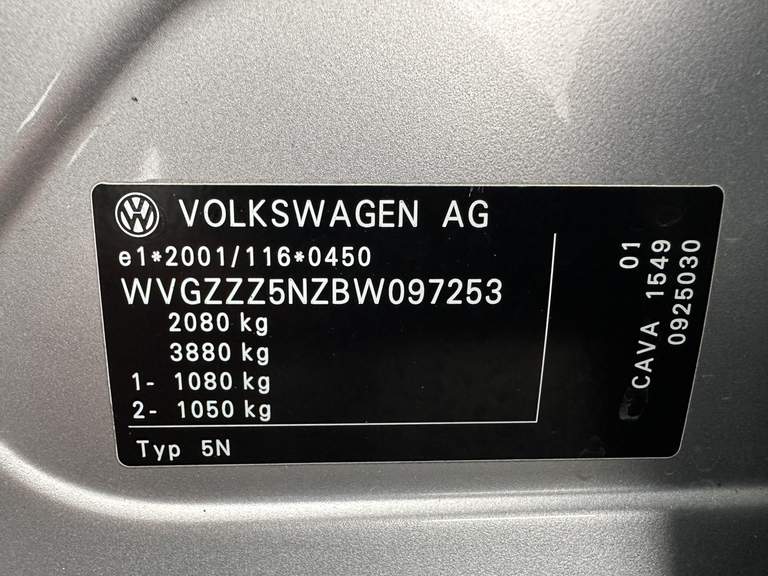 VOLKSWAGEN AG
e1*2001/116*0450
WVGZZZ5NZBW097253
2080 kg
3880 kg
1- 1080 kg
2- 1050 kg
Typ 5N
01
CAVA 1549
0925030